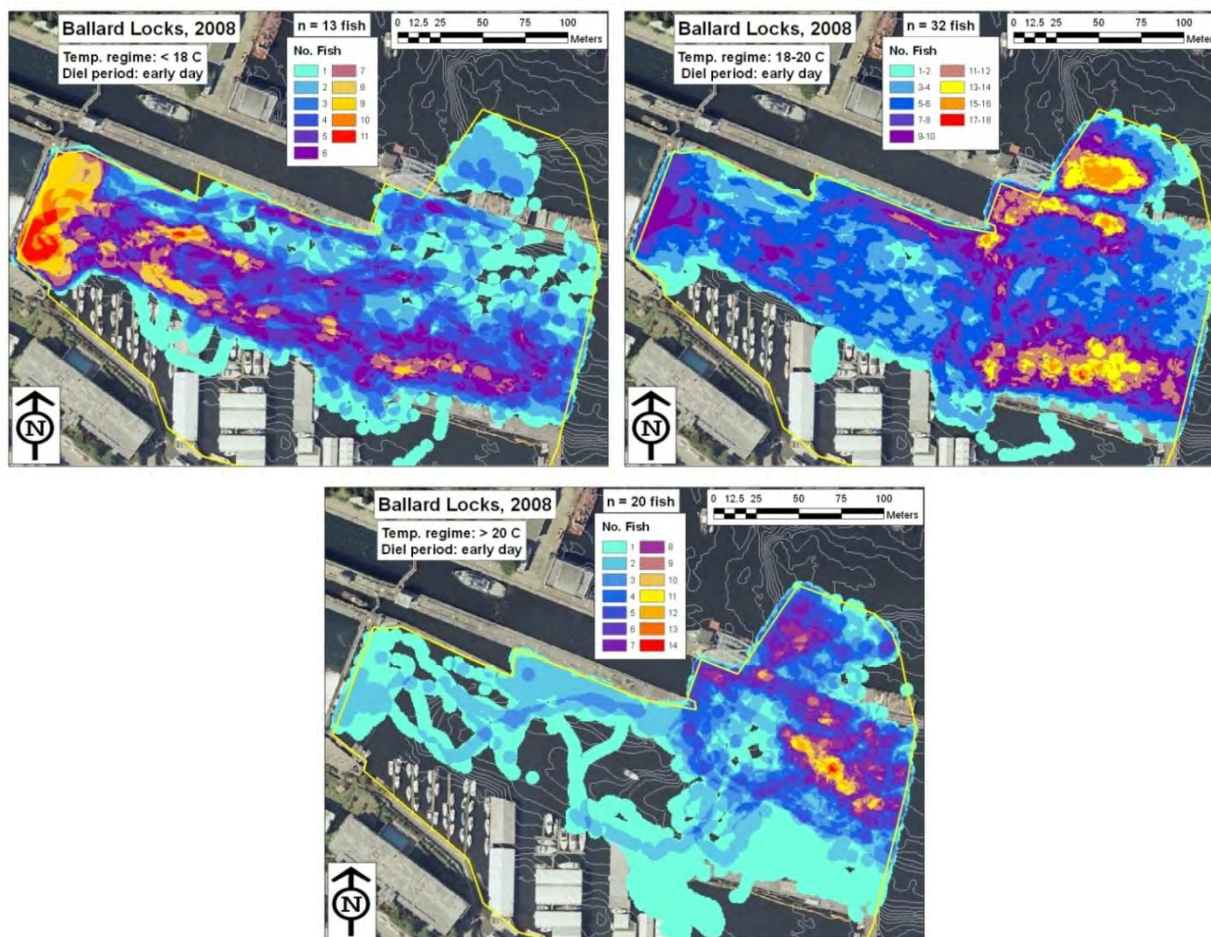 Ballard Locks, 2008
n = 13 fish
0 12.5 25 50 75 100
Meters
Temp. regime: < 18 C
Diel period: early day
No. Fish
1 7
2 8
3 9
4 10
5 11
6
N
Ballard Locks, 2008
n = 32 fish
0 12.5 25 50 75 100
Meters
Temp. regime: 18-20 C
Diel period: early day
No. Fish
1-2 11-12
3-4 13-14
5-6 15-16
7-8 17-18
9-10
N
Ballard Locks, 2008
n = 20 fish
0 12.5 25 50 75 100
Meters
Temp. regime: > 20 C
Diel period: early day
No. Fish
1 8
2 9
3 10
4 11
5 12
6 13
7 14
N